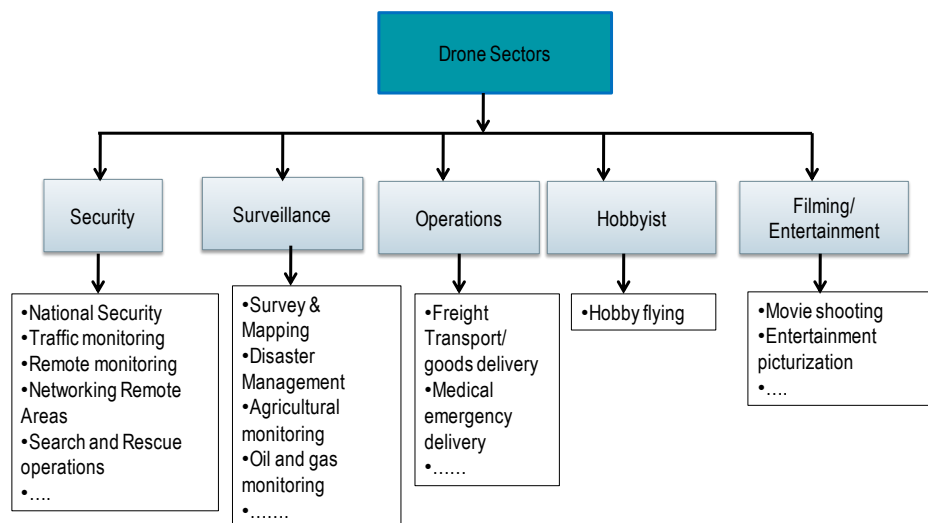 Drone Sectors
Security
Surveillance
Operations
Hobbyist
Filming/
Entertainment
•National Security
•Traffic monitoring
•Remote monitoring
•Networking Remote
Areas
•Search and Rescue
operations
•….
•Survey &
Mapping
•Disaster
Management
•Agricultural
monitoring
•Oil and gas
monitoring
•…….
•Freight
Transport/
goods delivery
•Medical
emergency
delivery
•……
•Hobby flying
•Movie shooting
•Entertainment
picturization
•….